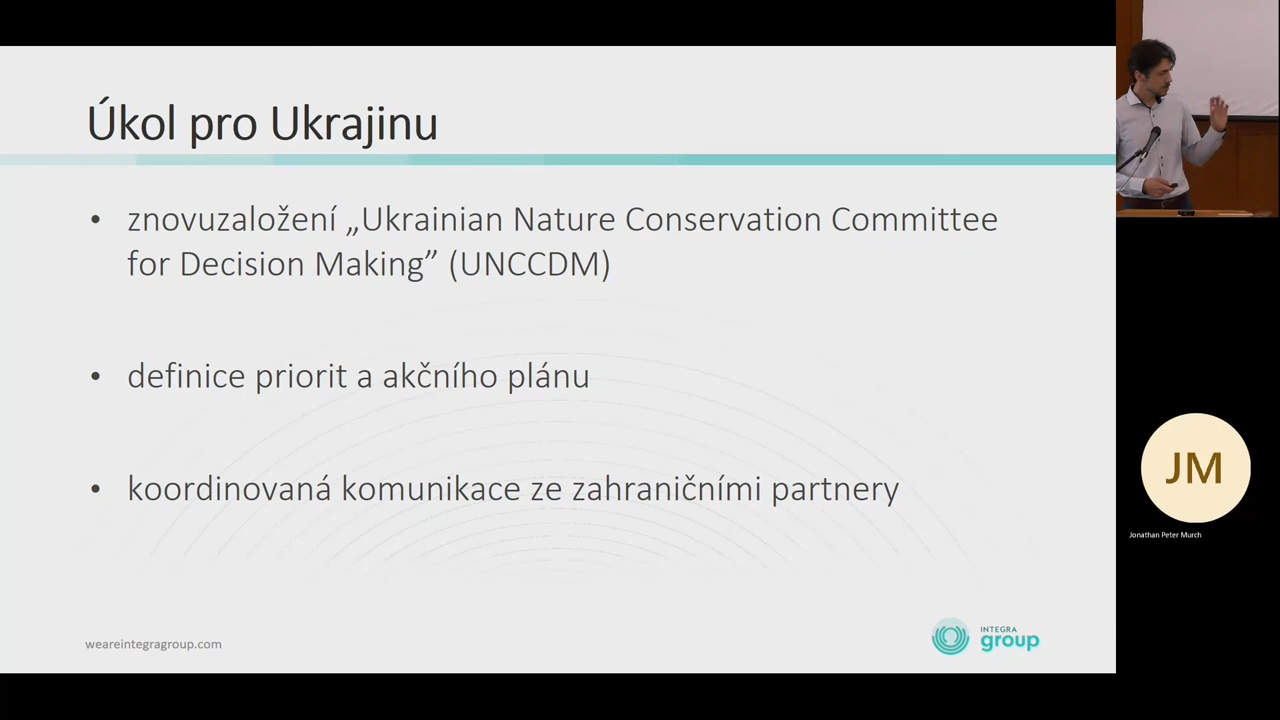 Úkol pro Ukrajinu
• znovuzaložení „Ukrainian Nature Conservation Committee
for Decision Making” (UNCCDM)
• definice priorit a akčního plánu
• koordinovaná komunikace ze zahraničními partnery
weareintegragroup.com
INTEGRA
group
JM
Jonathan Peter Murch